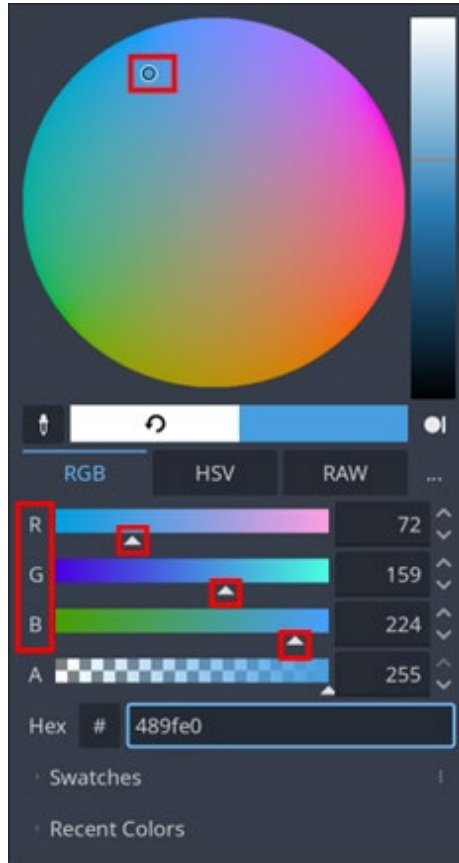 RGB HSV RAW ...
R 72
G 159
B 224
A 255
Hex # 489fe0
Swatches
Recent Colors